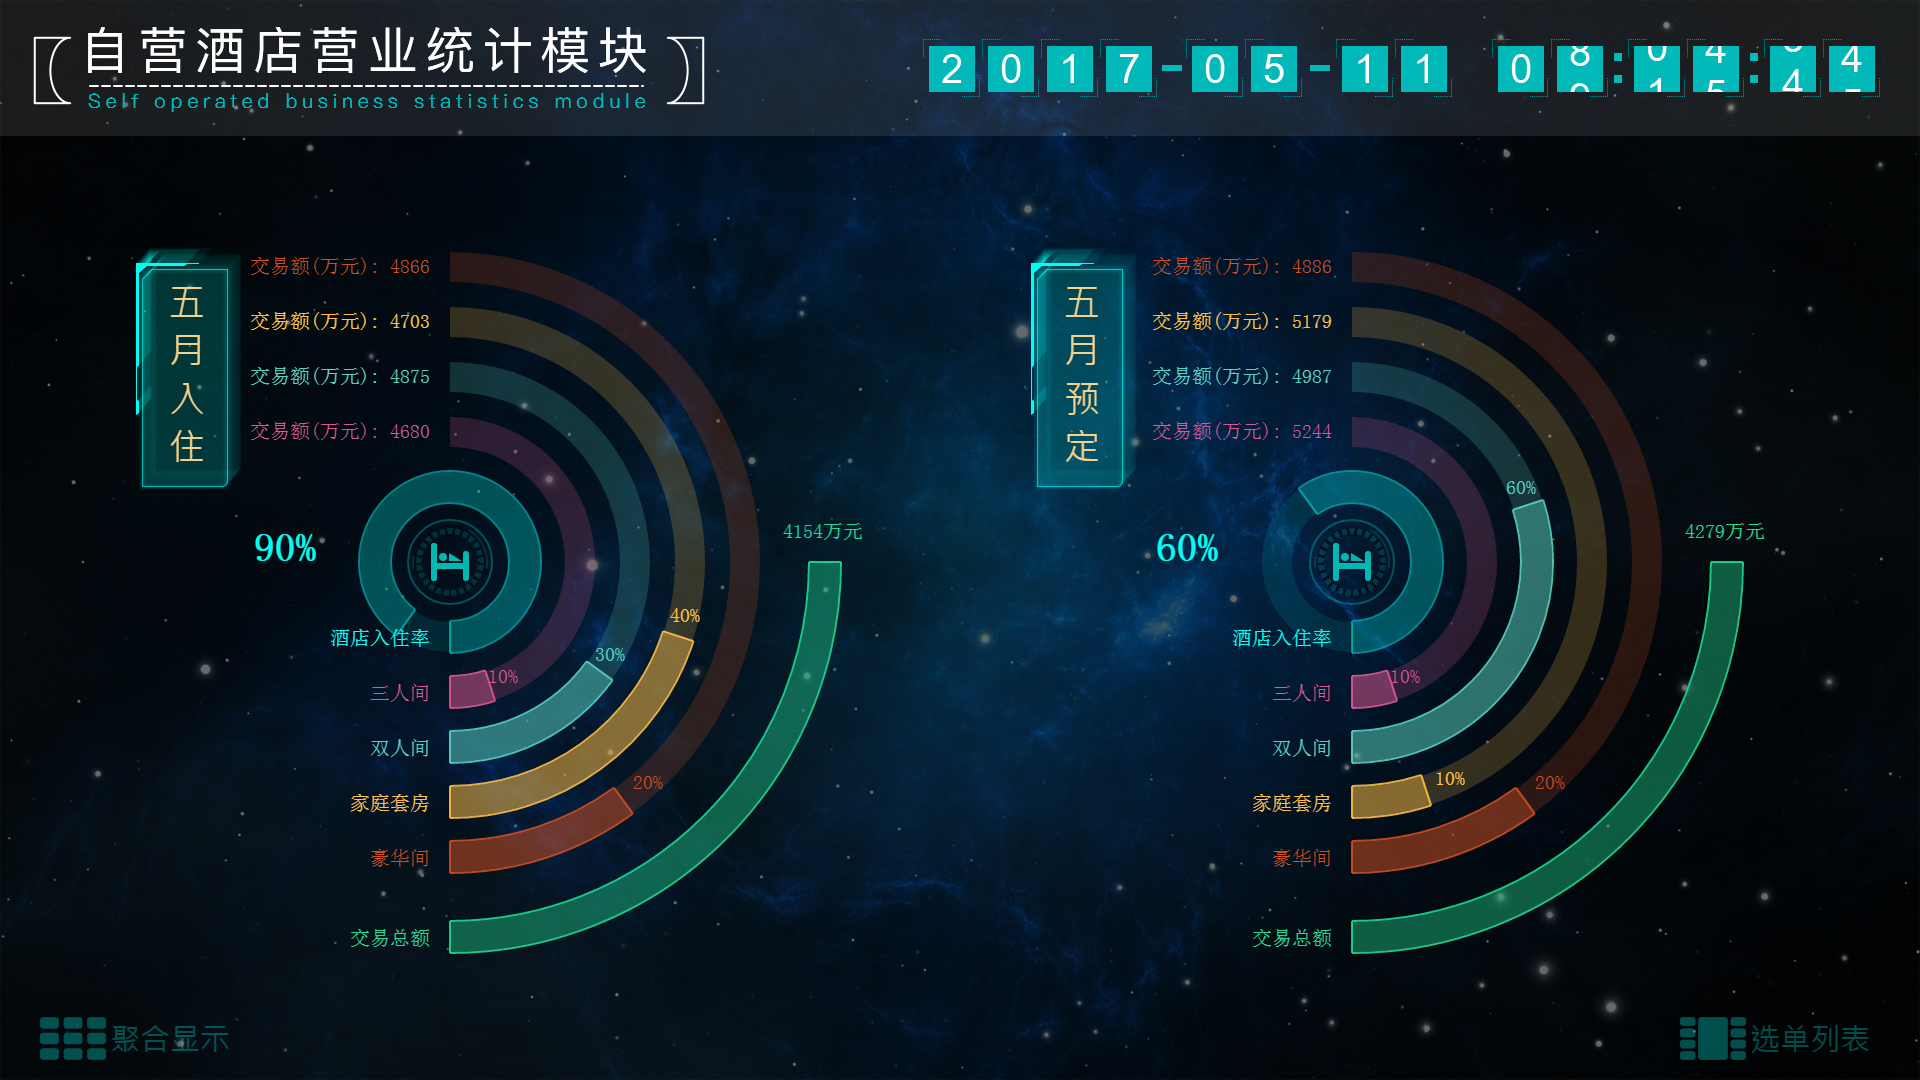 自营酒店营业统计模块
Self operated business statistics module
2017-05-11
五月入住
交易额(万元): 4866
交易额(万元): 4703
交易额(万元): 4875
交易额(万元): 4680
90%
4154万元
40%
30%
10%
20%
酒店入住率
三人间
双人间
家庭套房
豪华间
交易总额
五月预定
交易额(万元): 4886
交易额(万元): 5179
交易额(万元): 4987
交易额(万元): 5244
60%
60%
4279万元
10%
10%
20%
酒店入住率
三人间
双人间
家庭套房
豪华间
交易总额
聚合显示
选单列表